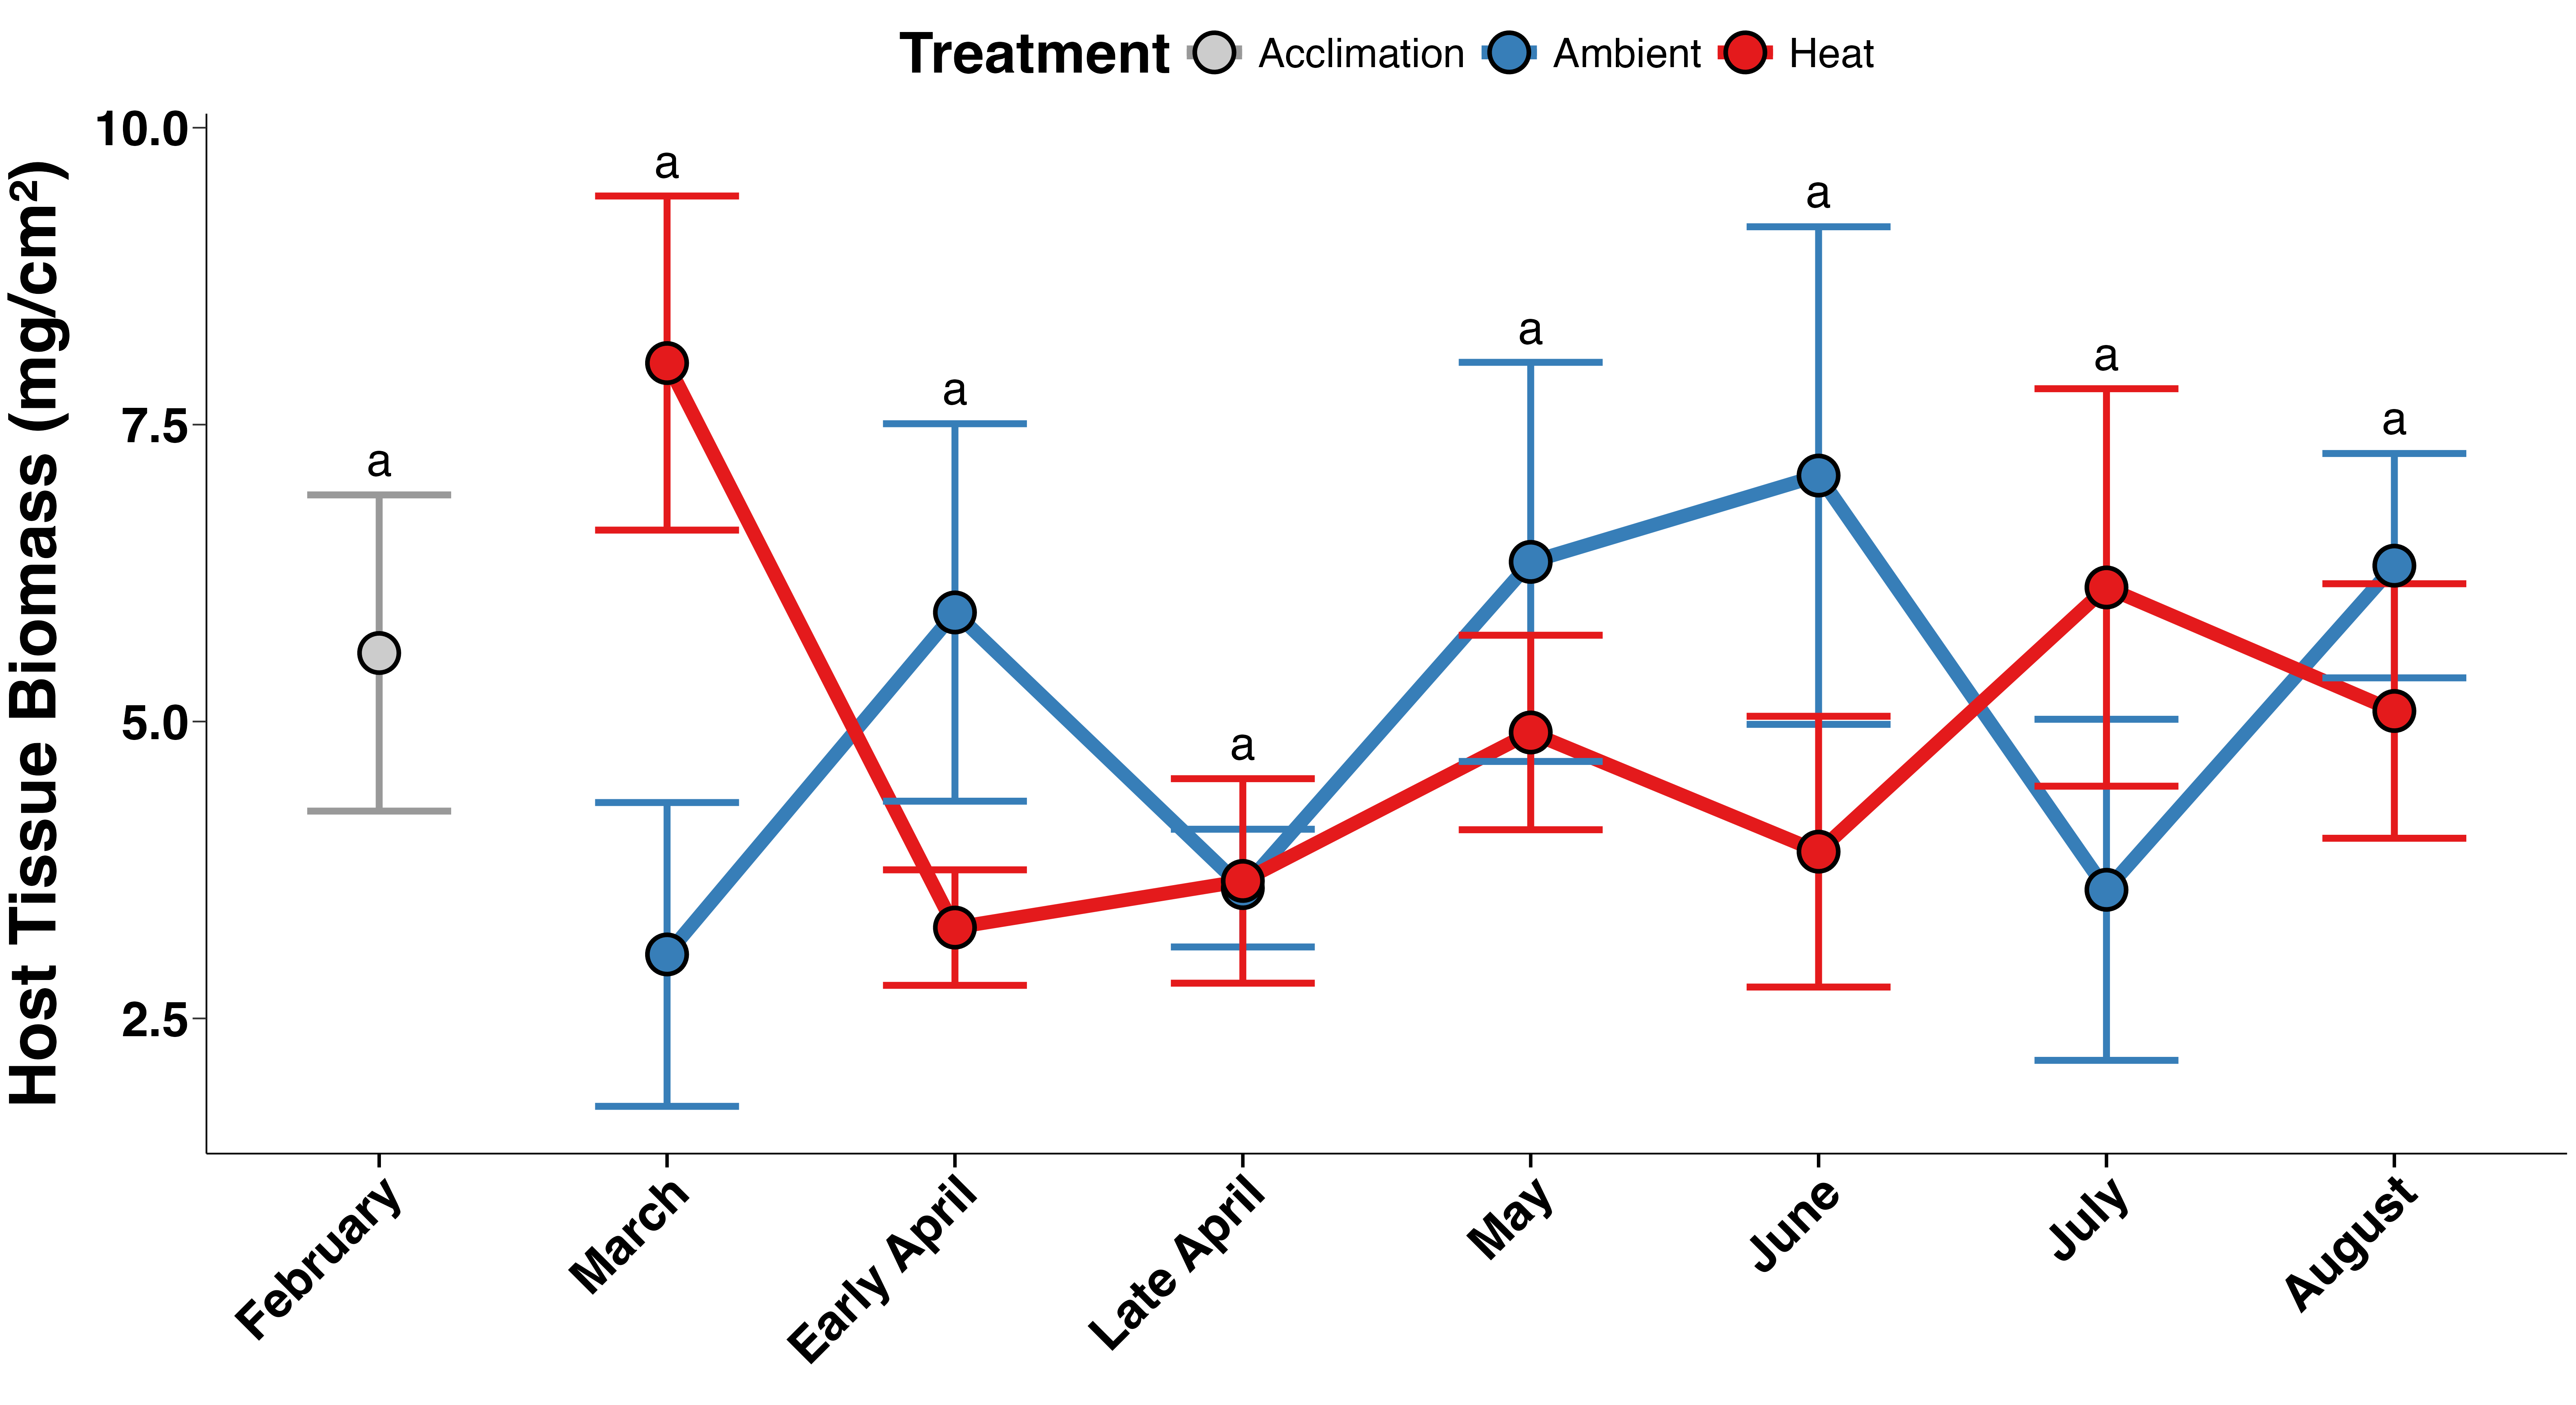 Treatment Acclimation Ambient Heat
Host Tissue Biomass (mg/cm²)
10.0
7.5
5.0
2.5
a
a
a
a
a
a
a
a
February
March
Early April
Late April
May
June
July
August